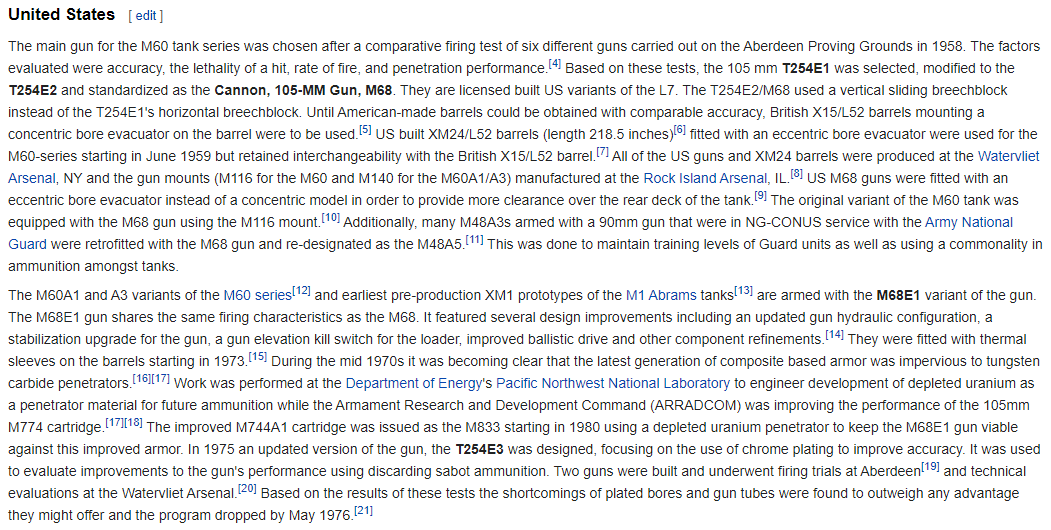 United States [ edit ]
The main gun for the M60 tank series was chosen after a comparative firing test of six different guns carried out on the Aberdeen Proving Grounds in 1958. The factors
evaluated were accuracy, the lethality of a hit, rate of fire, and penetration performance.[4] Based on these tests, the 105 mm T254E1 was selected, modified to the
T254E2 and standardized as the Cannon, 105-MM Gun, M68. They are licensed built US variants of the L7. The T254E2/M68 used a vertical sliding breechblock
instead of the T254E1's horizontal breechblock. Until American-made barrels could be obtained with comparable accuracy, British X15/L52 barrels mounting a
concentric bore evacuator on the barrel were to be used.[5] US built XM24/L52 barrels (length 218.5 inches)[6] fitted with an eccentric bore evacuator were used for the
M60-series starting in June 1959 but retained interchangeability with the British X15/L52 barrel.[7] All of the US guns and XM24 barrels were produced at the Watervliet
Arsenal, NY and the gun mounts (M116 for the M60 and M140 for the M60A1/A3) manufactured at the Rock Island Arsenal, IL.[8] US M68 guns were fitted with an
eccentric bore evacuator instead of a concentric model in order to provide more clearance over the rear deck of the tank.[9] The original variant of the M60 tank was
equipped with the M68 gun using the M116 mount.[10] Additionally, many M48A3s armed with a 90mm gun that were in NG-CONUS service with the Army National
Guard were retrofitted with the M68 gun and re-designated as the M48A5.[11] This was done to maintain training levels of Guard units as well as using a commonality in
ammunition amongst tanks.
The M60A1 and A3 variants of the M60 series[12] and earliest pre-production XM1 prototypes of the M1 Abrams tanks[13] are armed with the M68E1 variant of the gun.
The M68E1 gun shares the same firing characteristics as the M68. It featured several design improvements including an updated gun hydraulic configuration, a
stabilization upgrade for the gun, a gun elevation kill switch for the loader, improved ballistic drive and other component refinements.[14] They were fitted with thermal
sleeves on the barrels starting in 1973.[15] During the mid 1970s it was becoming clear that the latest generation of composite based armor was impervious to tungsten
carbide penetrators.[16][17] Work was performed at the Department of Energy's Pacific Northwest National Laboratory to engineer development of depleted uranium as
a penetrator material for future ammunition while the Armament Research and Development Command (ARRADCOM) was improving the performance of the 105mm
M774 cartridge.[17][18] The improved M744A1 cartridge was issued as the M833 starting in 1980 using a depleted uranium penetrator to keep the M68E1 gun viable
against this improved armor. In 1975 an updated version of the gun, the T254E3 was designed, focusing on the use of chrome plating to improve accuracy. It was used
to evaluate improvements to the gun's performance using discarding sabot ammunition. Two guns were built and underwent firing trials at Aberdeen[19] and technical
evaluations at the Watervliet Arsenal.[20] Based on the results of these tests the shortcomings of plated bores and gun tubes were found to outweigh any advantage
they might offer and the program dropped by May 1976.[21]